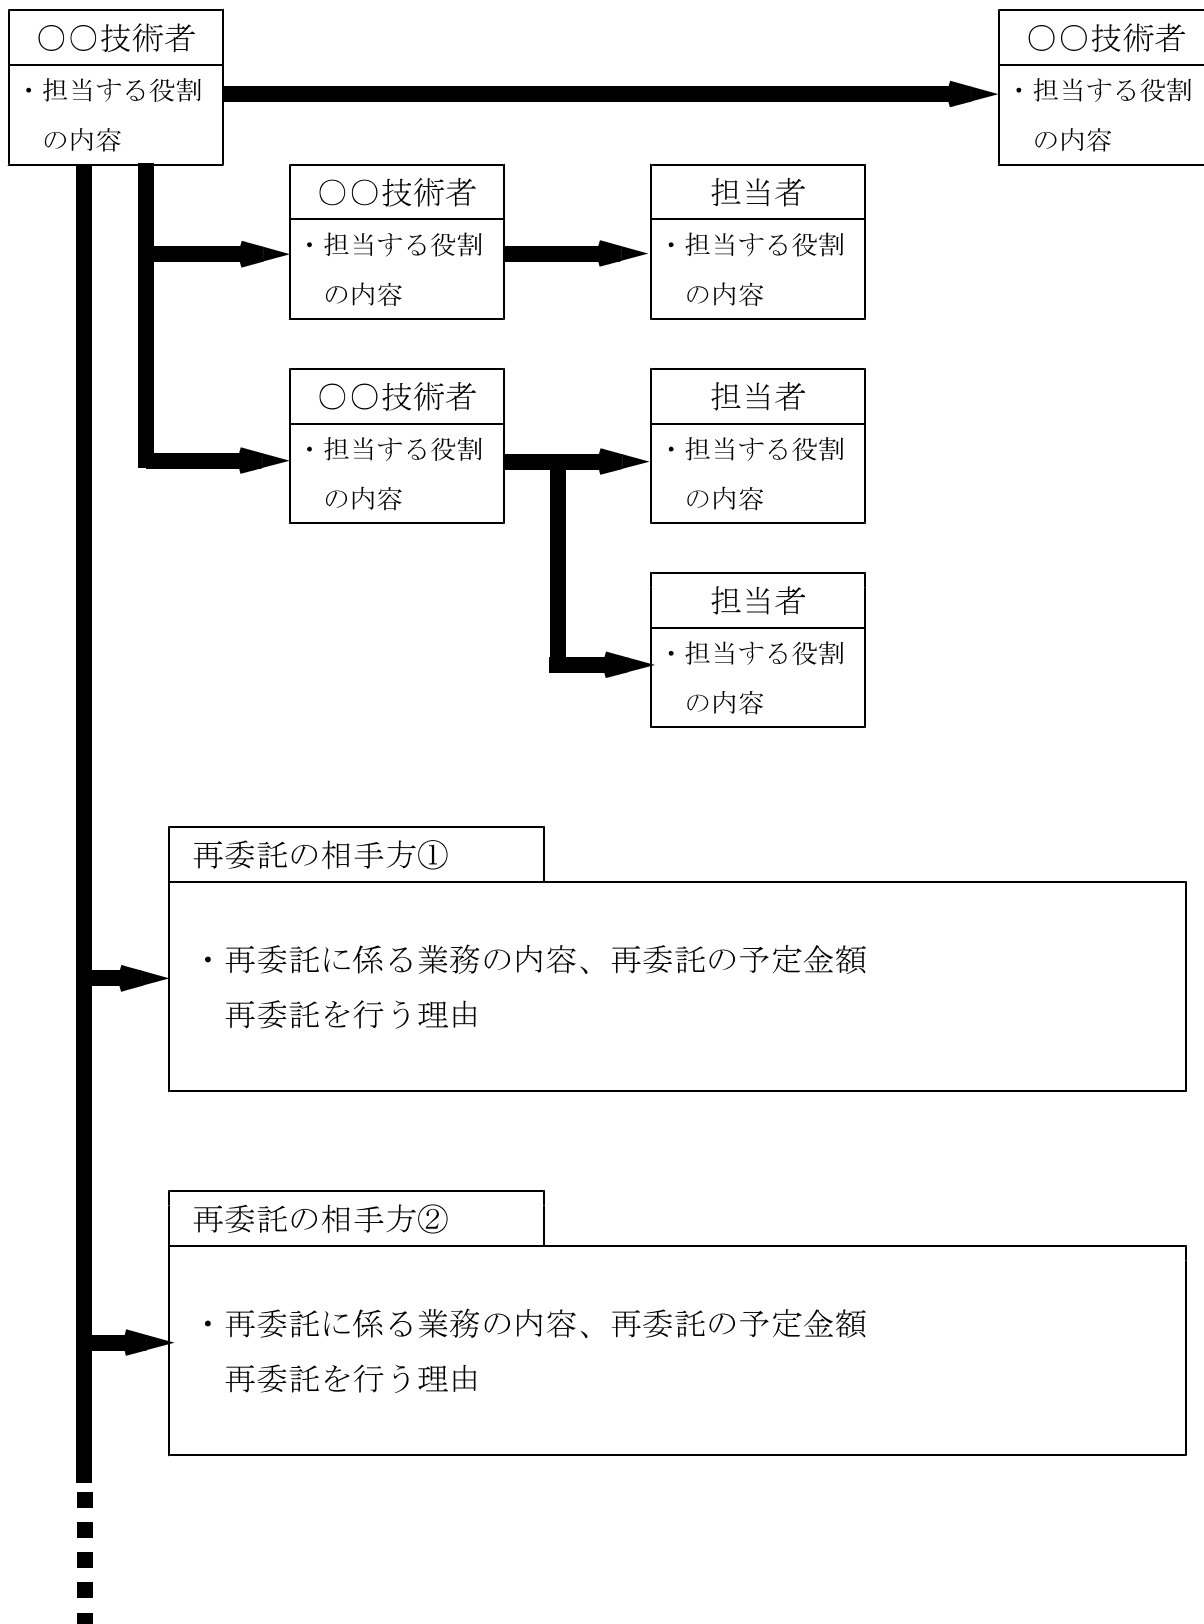 〇〇技術者
・担当する役割
の内容
〇〇技術者
・担当する役割
の内容
〇〇技術者
・担当する役割
の内容
担当者
・担当する役割
の内容
〇〇技術者
・担当する役割
の内容
担当者
・担当する役割
の内容
担当者
・担当する役割
の内容
再委託の相手方①
・再委託に係る業務の内容、再委託の予定金額
再委託を行う理由
再委託の相手方②
・再委託に係る業務の内容、再委託の予定金額
再委託を行う理由